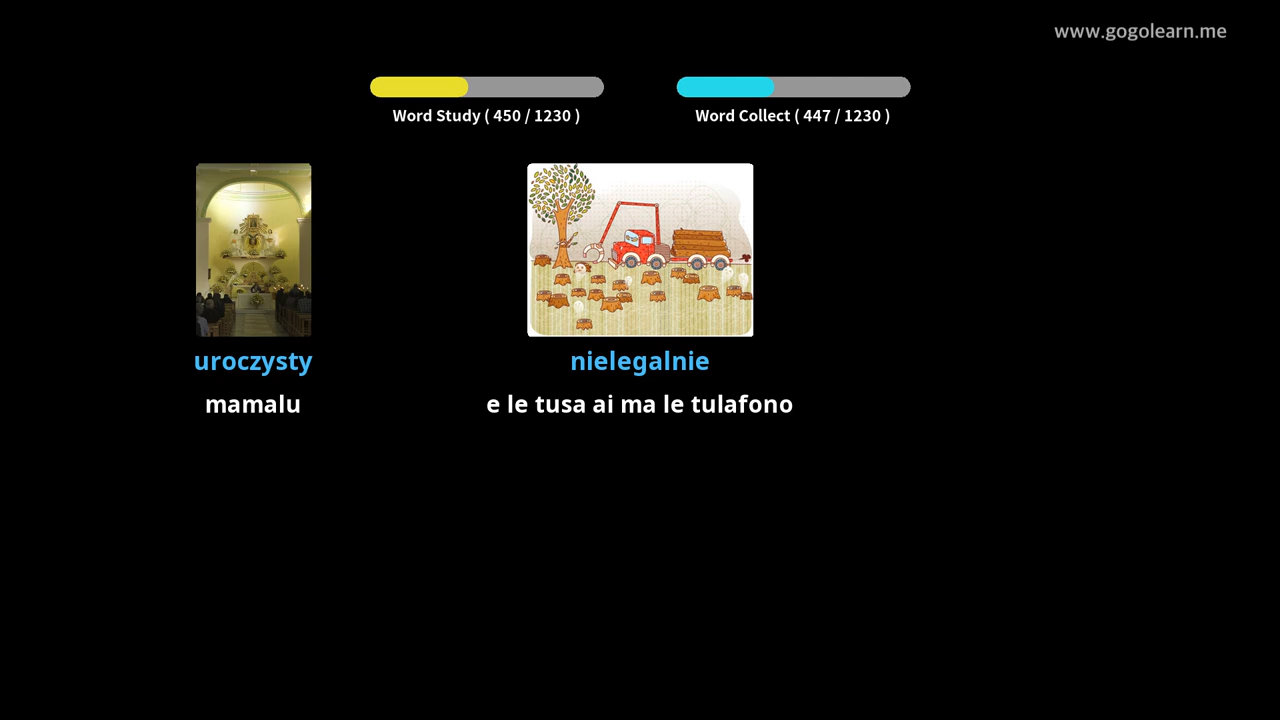 www.gogolearn.me
Word Study ( 450 / 1230 )
Word Collect ( 447 / 1230 )
uroczysty
mamalu
nielegalnie
e le tusa ai ma le tulafono